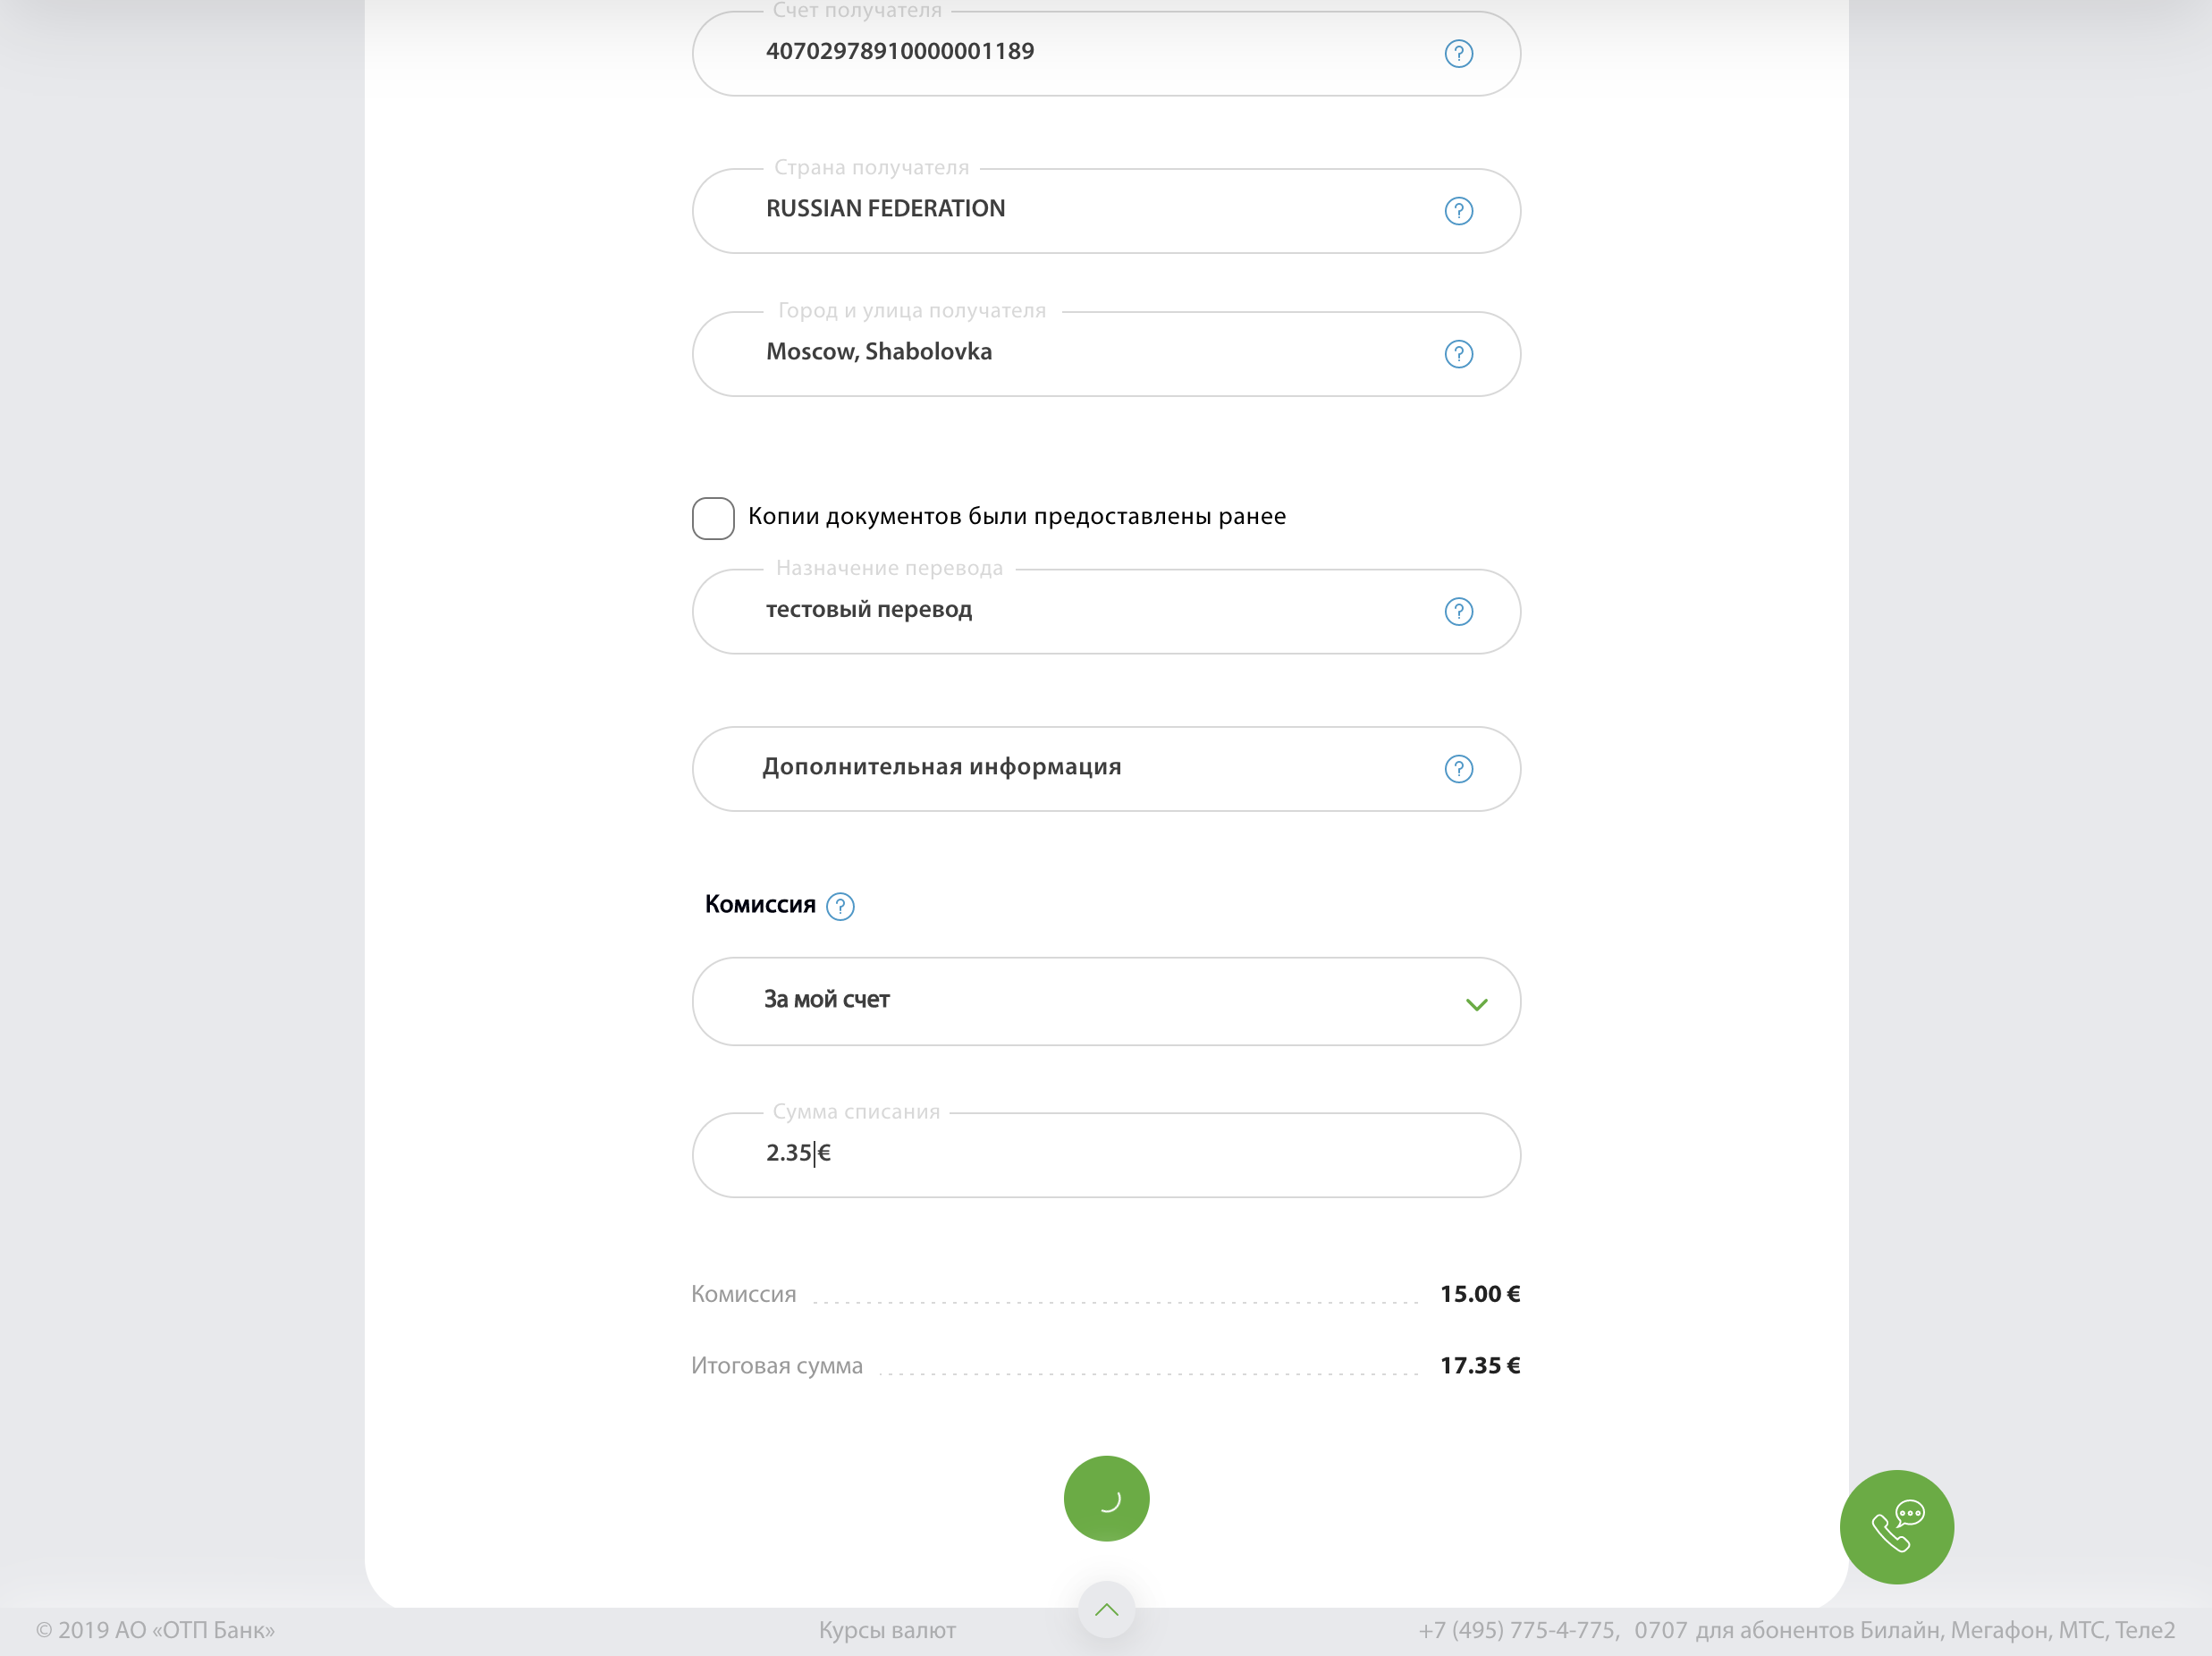 Счет получателя
40702978910000001189
Страна получателя
RUSSIAN FEDERATION
Город и улица получателя
Moscow, Shabolovka
Копии документов были предоставлены ранее
Назначение перевода
тестовый перевод
Дополнительная информация
Комиссия
За мой счет
Сумма списания
2.35€
Комиссия 15.00 €
Итоговая сумма 17.35 €
© 2019 АО «ОТП Банк» Курсы валют +7 (495) 775-4-775, 0707 для абонентов Билайн, Мегафон, МТС, Теле2